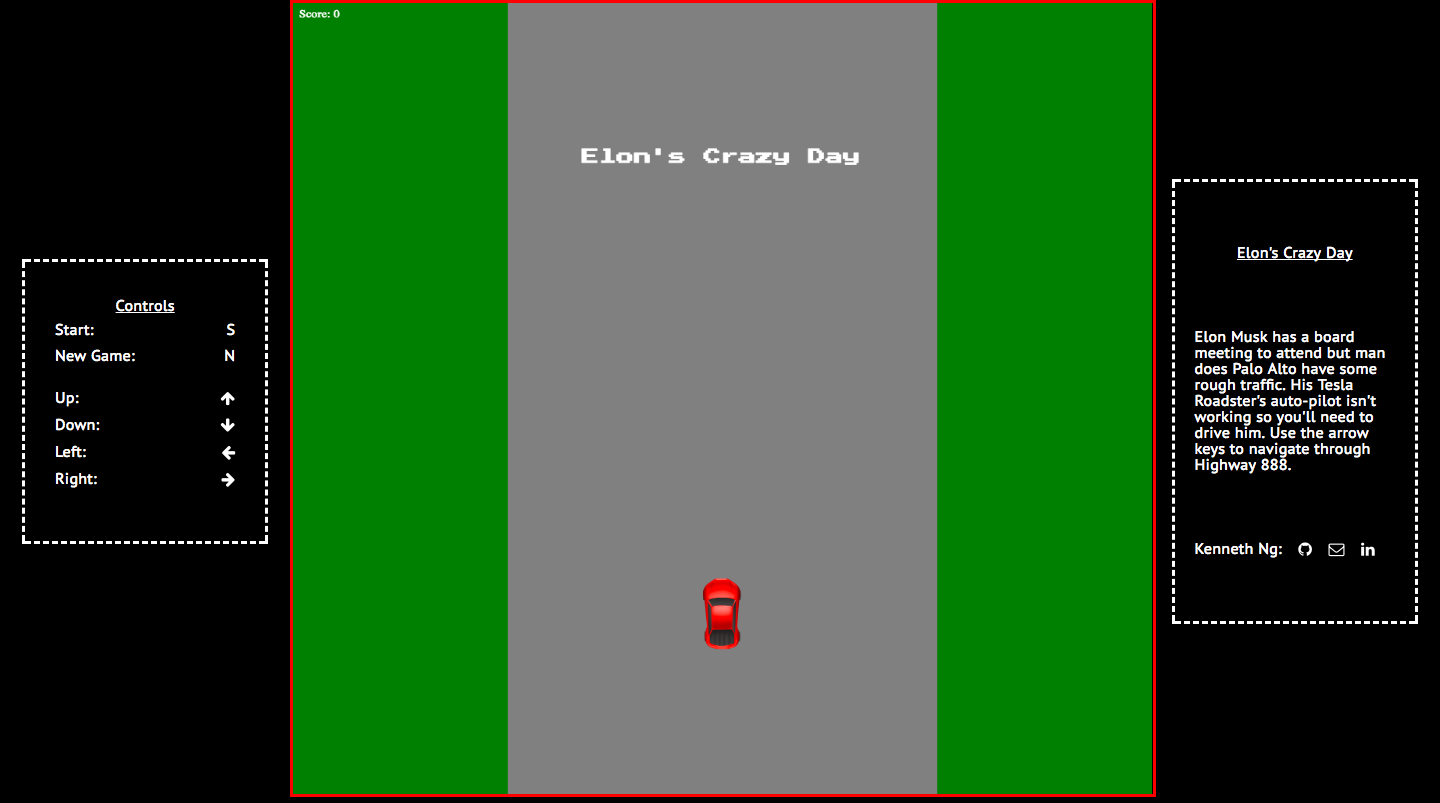 Score: 0
Elon's Crazy Day
Controls
Start: S
New Game: N
Up:
Down:
Left:
Right:
Elon's Crazy Day
Elon Musk has a board
meeting to attend but man
does Palo Alto have some
rough traffic. His Tesla
Roadster's auto-pilot isn't
working so you'll need to
drive him. Use the arrow
keys to navigate through
Highway 888.
Kenneth Ng: